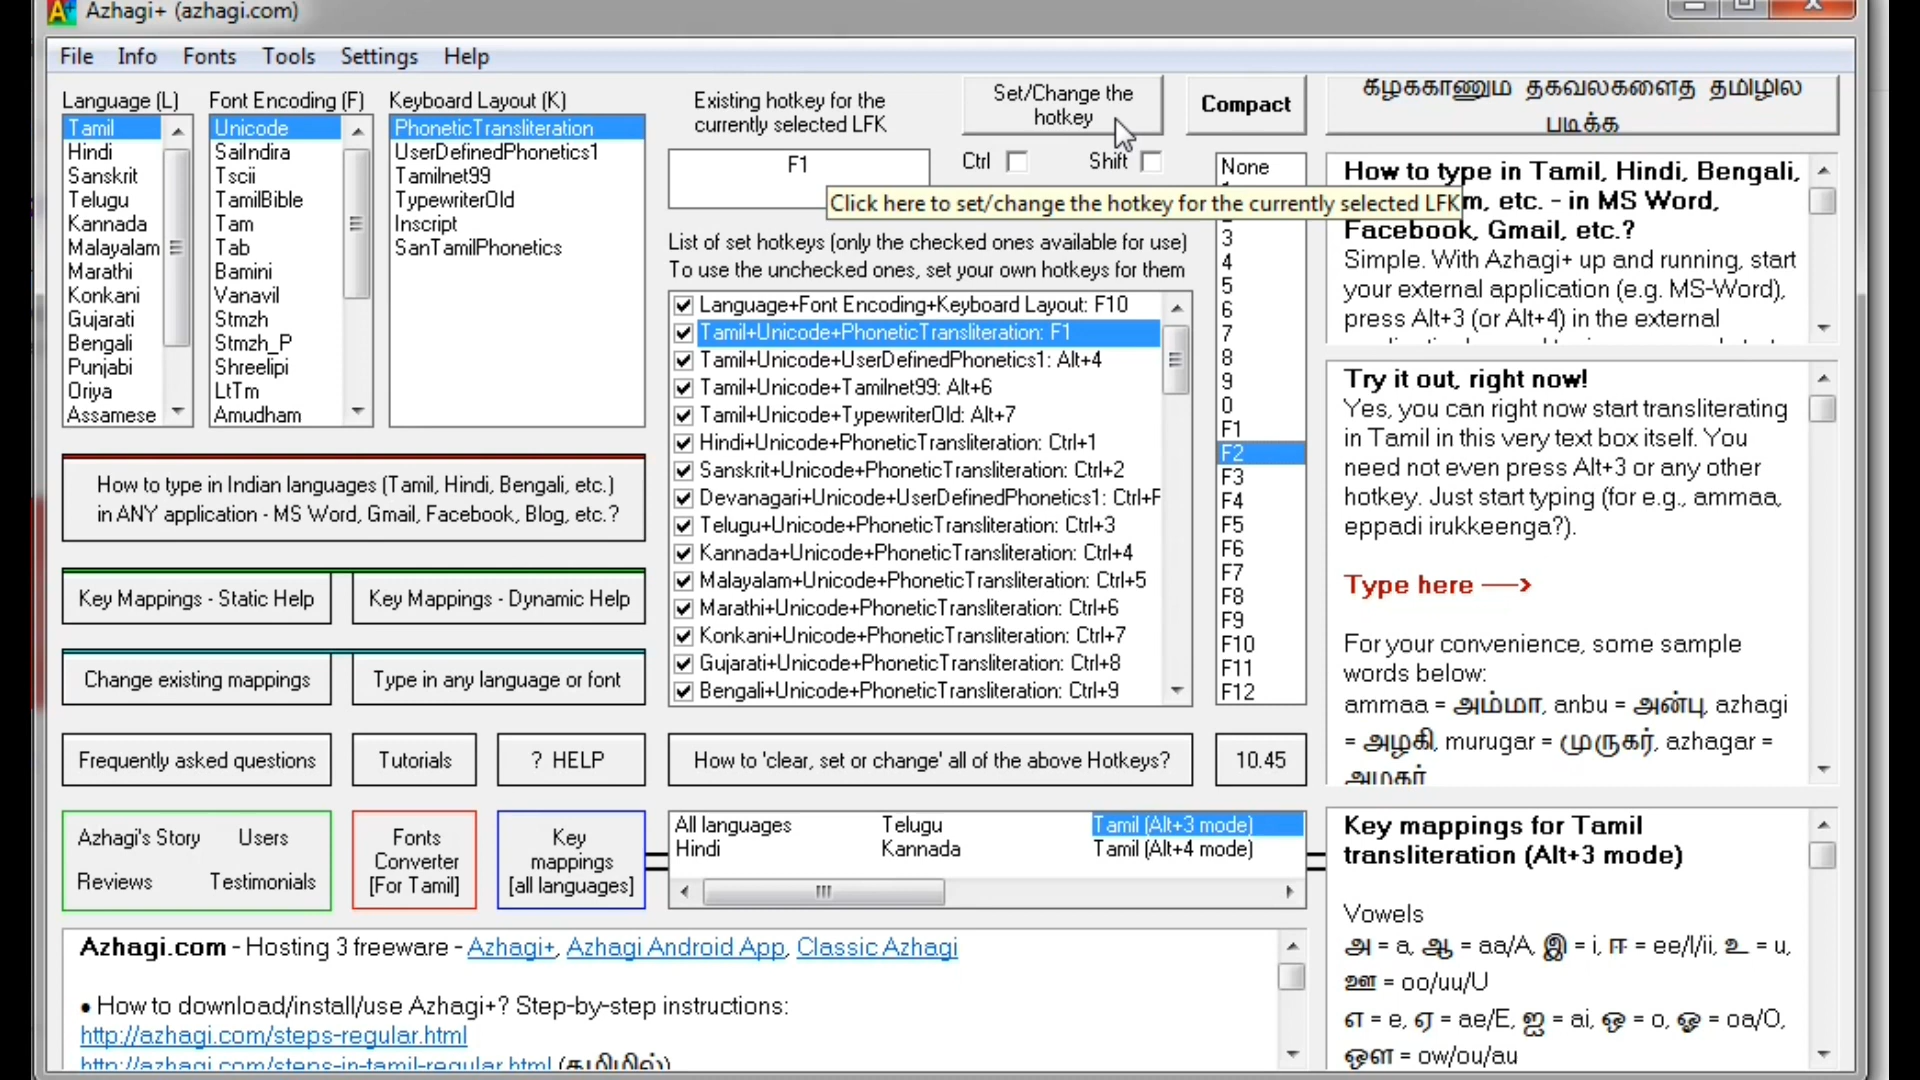 Azhagi+ (azhagi.com)
File Info Fonts Tools Settings Help
Language (L)
Tamil
Hindi
Sanskrit
Telugu
Kannada
Malayalam
Marathi
Konkani
Gujarati
Bengali
Punjabi
Oriya
Assamese
Font Encoding (F)
Unicode
SaiIndira
Tscii
TamilBible
Tam
Tab
Bamini
Vanavil
Stmzh
Stmzh_P
Shreelipi
LtTm
Amudham
Keyboard Layout (K)
PhoneticTransliteration
UserDefinedPhonetics1
Tamilnet99
TypewriterOld
Inscript
SanTamilPhonetics
Existing hotkey for the
currently selected LFK
F1
Set/Change the
hotkey
Ctrl Shift
Compact
Click here to set/change the hotkey for the currently selected LFK
List of set hotkeys (only the checked ones available for use)
To use the unchecked ones, set your own hotkeys for them
Language+Font Encoding+Keyboard Layout: F10
Tamil+Unicode+PhoneticTransliteration: F1
Tamil+Unicode+UserDefinedPhonetics1: Alt+4
Tamil+Unicode+Tamilnet99: Alt+6
Tamil+Unicode+TypewriterOld: Alt+7
Hindi+Unicode+PhoneticTransliteration: Ctrl+1
Sanskrit+Unicode+PhoneticTransliteration: Ctrl+2
Devanagari+Unicode+UserDefinedPhonetics1: Ctrl+F
Telugu+Unicode+PhoneticTransliteration: Ctrl+3
Kannada+Unicode+PhoneticTransliteration: Ctrl+4
Malayalam+Unicode+PhoneticTransliteration: Ctrl+5
Marathi+Unicode+PhoneticTransliteration: Ctrl+6
Konkani+Unicode+PhoneticTransliteration: Ctrl+7
Gujarati+Unicode+PhoneticTransliteration: Ctrl+8
Bengali+Unicode+PhoneticTransliteration: Ctrl+9
None
3
4
5
6
7
8
9
0
F1
F2
F3
F4
F5
F6
F7
F8
F9
F10
F11
F12
How to type in Indian languages (Tamil, Hindi, Bengali, etc.)
in ANY application - MS Word, Gmail, Facebook, Blog, etc.?
Key Mappings - Static Help
Key Mappings - Dynamic Help
Change existing mappings
Type in any language or font
Frequently asked questions
Tutorials
? HELP
How to 'clear, set or change' all of the above Hotkeys?
10.45
Azhagi's Story Users
Reviews Testimonials
Fonts
Converter
[For Tamil]
Key
mappings
[all languages]
All languages Telugu Tamil (Alt+3 mode)
Hindi Kannada Tamil (Alt+4 mode)
Azhagi.com - Hosting 3 freeware - Azhagi+, Azhagi Android App, Classic Azhagi
• How to download/install/use Azhagi+? Step-by-step instructions:
http://azhagi.com/steps-regular.html
http://azhagi.com/steps-in-tamil-regular.html (தமிழில்)
கீழ்க்காணும் தகவல்களைத் தமிழில்
படிக்க
How to type in Tamil, Hindi, Bengali,
m, etc. - in MS Word,
Facebook, Gmail, etc.?
Simple. With Azhagi+ up and running, start
your external application (e.g. MS-Word),
press Alt+3 (or Alt+4) in the external
Try it out, right now!
Yes, you can right now start transliterating
in Tamil in this very text box itself. You
need not even press Alt+3 or any other
hotkey. Just start typing (for e.g., ammaa,
eppadi irukkeenga?).
Type here --->
For your convenience, some sample
words below:
ammaa = அம்மா, anbu = அன்பு, azhagi
= அழகி, murugar = முருகர், azhagar =
அழகர்
Key mappings for Tamil
transliteration (Alt+3 mode)
Vowels
அ = a, ஆ = aa/A, இ = i, ஈ = ee/I/ii, உ = u,
ஊ = oo/uu/U
எ = e, ஏ = ae/E, ஐ = ai, ஒ = o, ஓ = oa/O,
ஔ = ow/ou/au